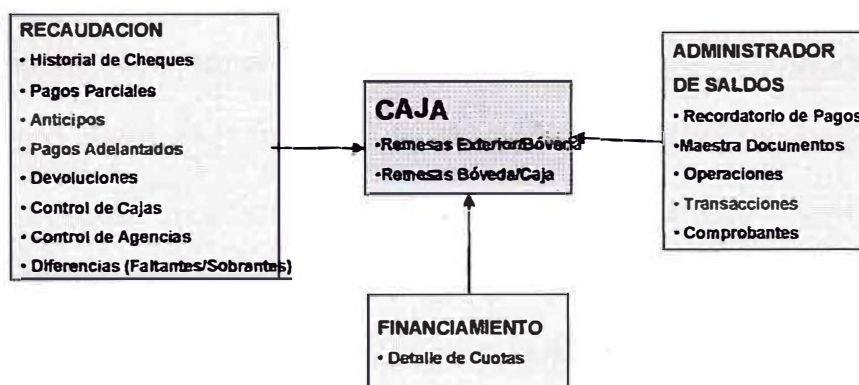 RECAUDACION
• Historial de Cheques
• Pagos Parciales
• Anticipos
• Pagos Adelantados
• Devoluciones
• Control de Cajas
• Control de Agencias
• Diferencias (Faltantes/Sobrantes)
CAJA
•Remesas Exterior/Bóveda
•Remesas Bóveda/Caja
ADMINISTRADOR
DE SALDOS
• Recordatorio de Pagos
•Maestra Documentos
• Operaciones
• Transacciones
• Comprobantes
FINANCIAMIENTO
• Detalle de Cuotas